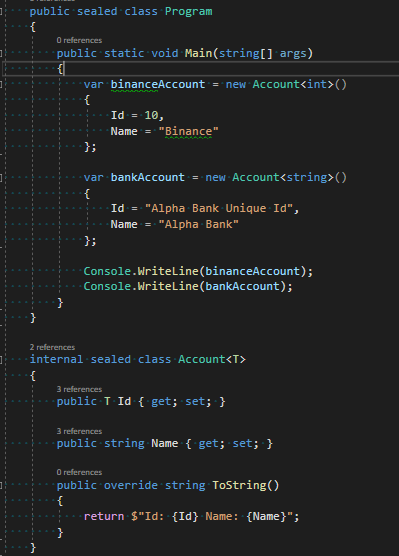 public sealed class Program
{
0 references
public static void Main(string[] args)
{
var binanceAccount = new Account<int>()
{
Id = 10,
Name = "Binance"
};
var bankAccount = new Account<string>()
{
Id = "Alpha Bank Unique Id",
Name = "Alpha Bank"
};
Console.WriteLine(binanceAccount);
Console.WriteLine(bankAccount);
}
}
2 references
internal sealed class Account<T>
{
3 references
public T Id { get; set; }
3 references
public string Name { get; set; }
0 references
public override string ToString()
{
return $"Id: {Id} Name: {Name}";
}
}